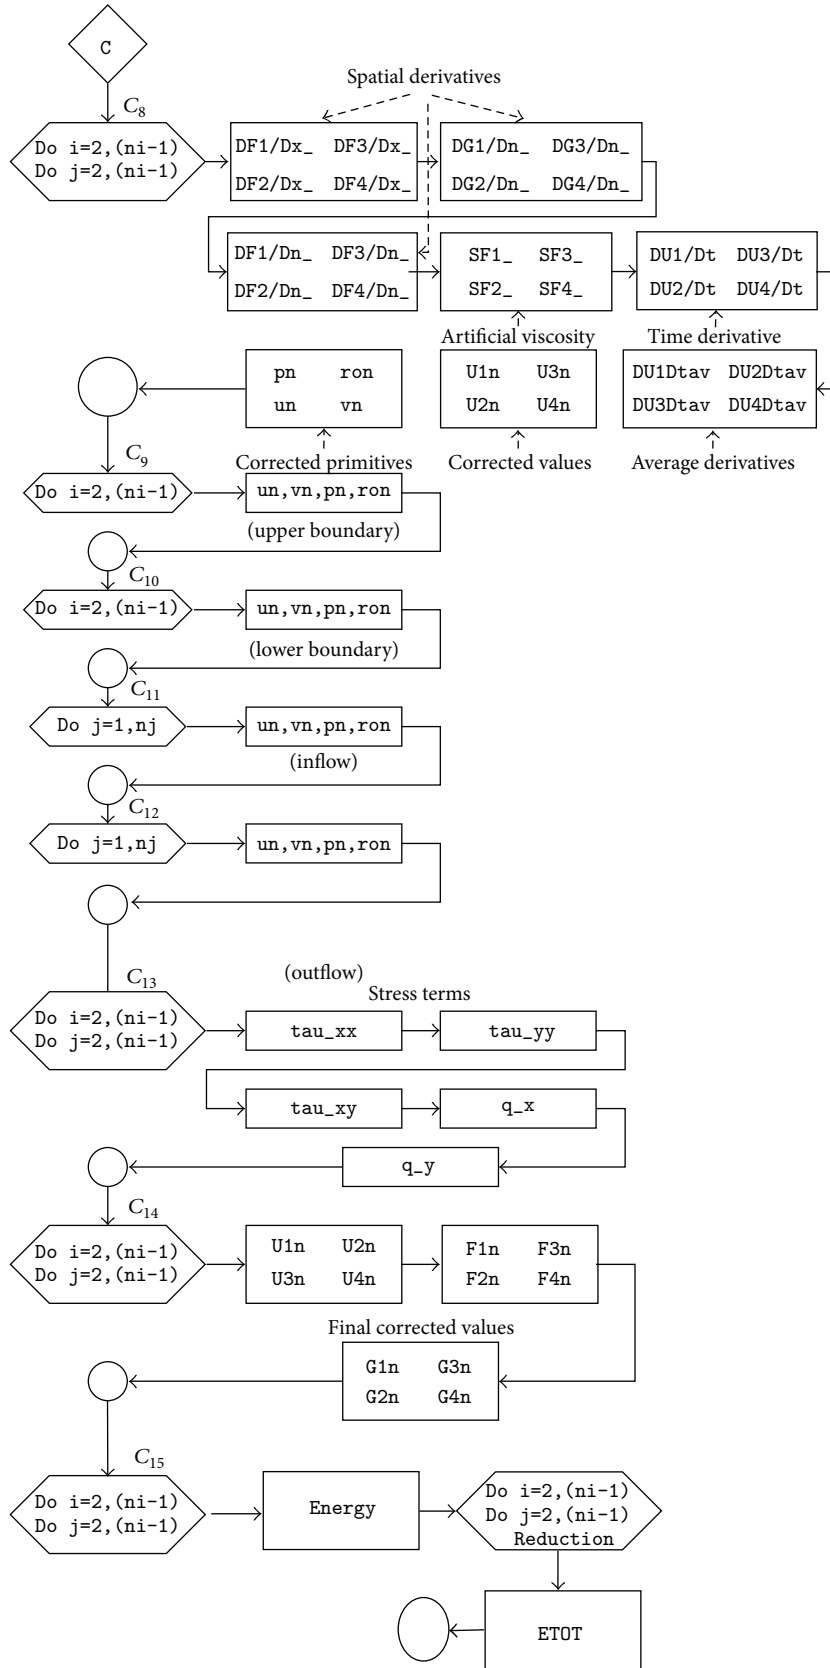 C
Spatial derivatives
C8
Do i=2,(ni-1)
Do j=2,(ni-1)
DF1/Dx_ DF3/Dx_
DF2/Dx_ DF4/Dx_
DG1/Dn_ DG3/Dn_
DG2/Dn_ DG4/Dn_
DF1/Dn_ DF3/Dn_
DF2/Dn_ DF4/Dn_
SF1_ SF3_
SF2_ SF4_
DU1/Dt DU3/Dt
DU2/Dt DU4/Dt
Artificial viscosity
Time derivative
pn ron
un vn
U1n U3n
U2n U4n
DU1Dtav DU2Dtav
DU3Dtav DU4Dtav
Corrected primitives
Corrected values
Average derivatives
C9
Do i=2,(ni-1)
un,vn,pn,ron
(upper boundary)
C10
Do i=2,(ni-1)
un,vn,pn,ron
(lower boundary)
C11
Do j=1,nj
un,vn,pn,ron
(inflow)
C12
Do j=1,nj
un,vn,pn,ron
(outflow)
C13
Stress terms
Do i=2,(ni-1)
Do j=2,(ni-1)
tau_xx
tau_yy
tau_xy
q_x
q_y
C14
Do i=2,(ni-1)
Do j=2,(ni-1)
U1n U2n
U3n U4n
F1n F3n
F2n F4n
Final corrected values
G1n G3n
G2n G4n
C15
Do i=2,(ni-1)
Do j=2,(ni-1)
Energy
Do i=2,(ni-1)
Do j=2,(ni-1)
Reduction
ETOT